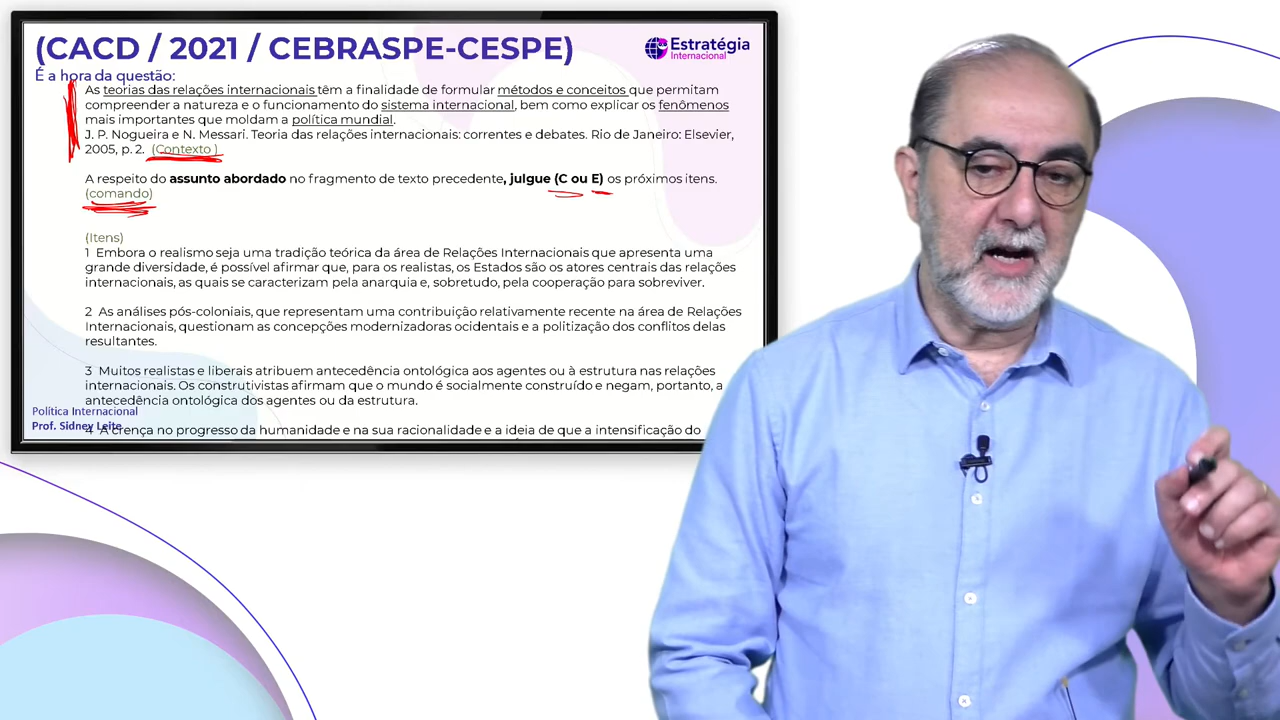 (CACD / 2021 / CEBRASPE-CESPE)
Estratégia
Internacional
É a hora da questão:
As teorias das relações internacionais têm a finalidade de formular métodos e conceitos que permitam
compreender a natureza e o funcionamento do sistema internacional, bem como explicar os fenômenos
mais importantes que moldam a política mundial.
J. P. Nogueira e N. Messari. Teoria das relações internacionais: correntes e debates. Rio de Janeiro: Elsevier,
2005, p. 2. (Contexto )
A respeito do assunto abordado no fragmento de texto precedente, julgue (C ou E) os próximos itens.
(comando)
(Itens)
1 Embora o realismo seja uma tradição teórica da área de Relações Internacionais que apresenta uma
grande diversidade, é possível afirmar que, para os realistas, os Estados são os atores centrais das relações
internacionais, as quais se caracterizam pela anarquia e, sobretudo, pela cooperação para sobreviver.
2 As análises pós-coloniais, que representam uma contribuição relativamente recente na área de Relações
Internacionais, questionam as concepções modernizadoras ocidentais e a politização dos conflitos delas
resultantes.
3 Muitos realistas e liberais atribuem antecedência ontológica aos agentes ou à estrutura nas relações
internacionais. Os construtivistas afirmam que o mundo é socialmente construído e negam, portanto, a
antecedência ontológica dos agentes ou da estrutura.
Política Internacional
Prof. Sidney Leite
4 A crença no progresso da humanidade e na sua racionalidade e a ideia de que a intensificação do